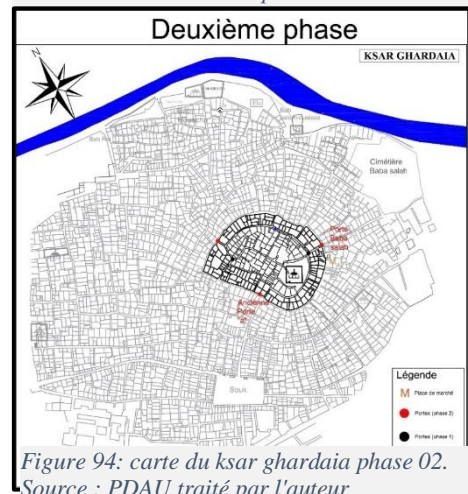 Deuxième phase
KSAR GHARDAIA
N
Cimétière
Baba salah
Porte
Baba
salah
M
Ancienne
Porte
Souk
Légende
M Place de marché
Portes (phase 2)
Portes (phase 1)
Figure 94: carte du ksar ghardaia phase 02.
Source : PDAU traité par l'auteur